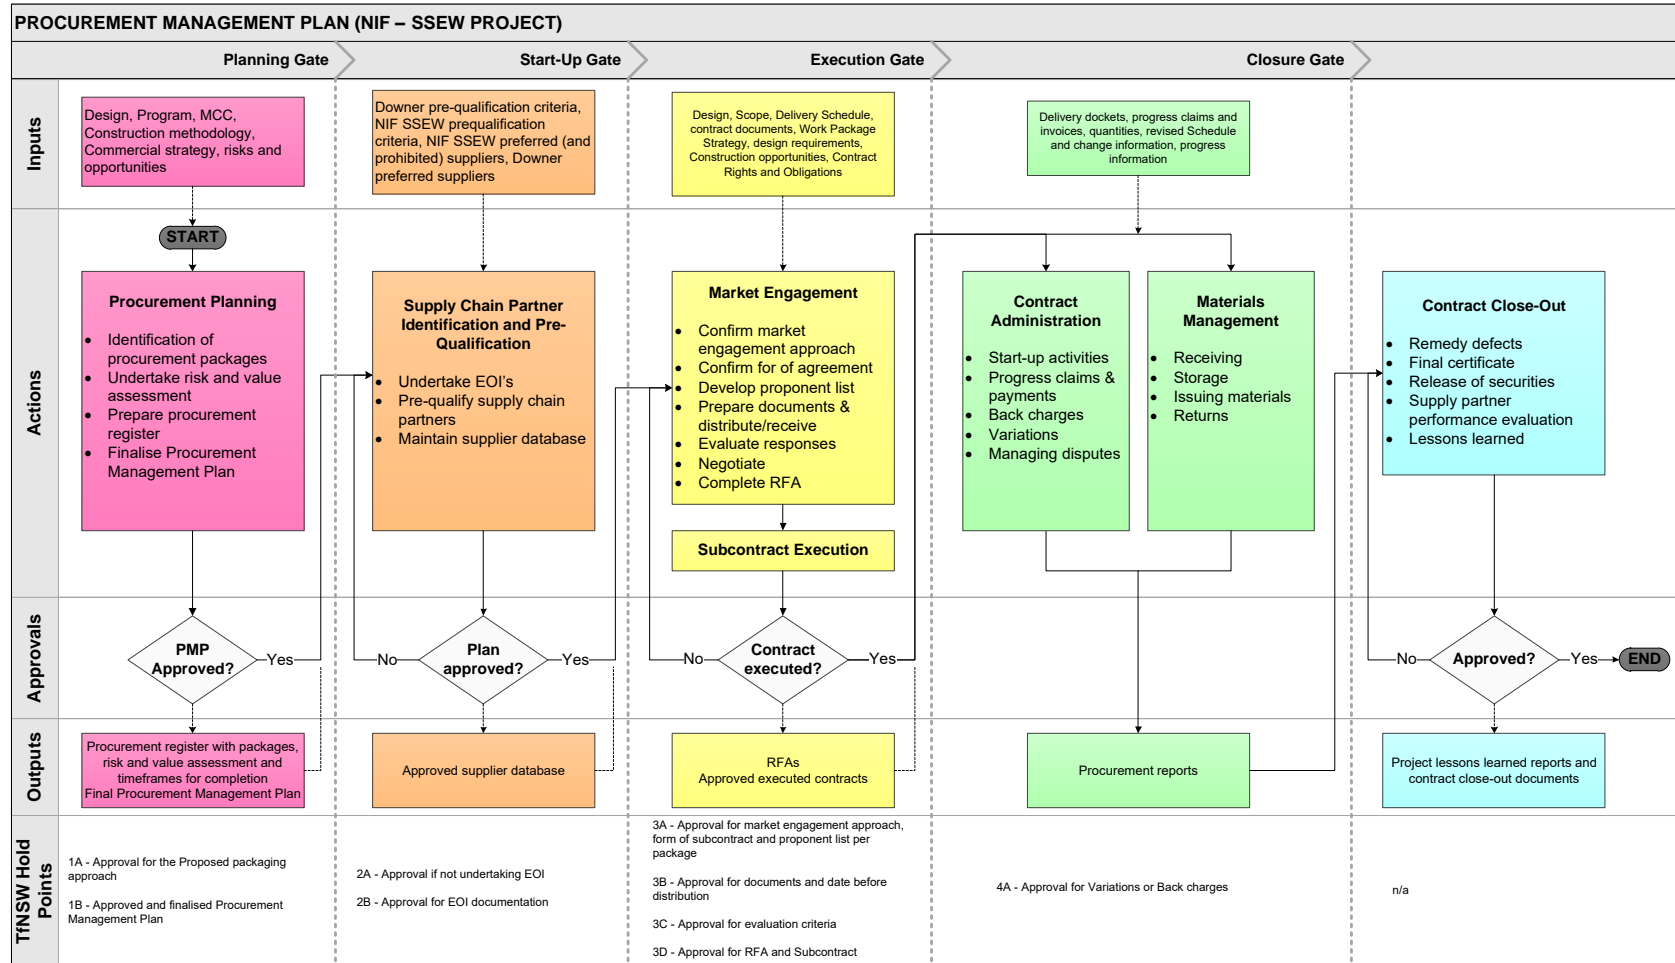 PROCUREMENT MANAGEMENT PLAN (NIF – SSEW PROJECT)
Planning Gate
Start-Up Gate
Execution Gate
Closure Gate
Inputs
Design, Program, MCC,
Construction methodology,
Commercial strategy, risks and
opportunities
Downer pre-qualification criteria,
NIF SSEW prequalification
criteria, NIF SSEW preferred (and
prohibited) suppliers, Downer
preferred suppliers
Design, Scope, Delivery Schedule,
contract documents, Work Package
Strategy, design requirements,
Construction opportunities, Contract
Rights and Obligations
Delivery dockets, progress claims and
invoices, quantities, revised Schedule
and change information, progress
information
Actions
START
Procurement Planning
• Identification of
procurement packages
• Undertake risk and value
assessment
• Prepare procurement
register
• Finalise Procurement
Management Plan
Supply Chain Partner
Identification and Pre-
Qualification
• Undertake EOI's
• Pre-qualify supply chain
partners
• Maintain supplier database
Market Engagement
• Confirm market
engagement approach
• Confirm for of agreement
• Develop proponent list
• Prepare documents &
distribute/receive
• Evaluate responses
• Negotiate
• Complete RFA
Subcontract Execution
Contract
Administration
• Start-up activities
• Progress claims &
payments
• Back charges
• Variations
• Managing disputes
Materials
Management
• Receiving
• Storage
• Issuing materials
• Returns
Contract Close-Out
• Remedy defects
• Final certificate
• Release of securities
• Supply partner
performance evaluation
• Lessons learned
Approvals
PMP
Approved?
Yes
No
Plan
approved?
Yes
No
Contract
executed?
Yes
No
Approved?
Yes
END
Outputs
Procurement register with packages,
risk and value assessment and
timeframes for completion
Final Procurement Management Plan
Approved supplier database
RFAs
Approved executed contracts
Procurement reports
Project lessons learned reports and
contract close-out documents
TfNSW Hold
Points
1A - Approval for the Proposed packaging
approach
1B - Approved and finalised Procurement
Management Plan
2A - Approval if not undertaking EOI
2B - Approval for EOI documentation
3A - Approval for market engagement approach,
form of subcontract and proponent list per
package
3B - Approval for documents and date before
distribution
3C - Approval for evaluation criteria
3D - Approval for RFA and Subcontract
4A - Approval for Variations or Back charges
n/a